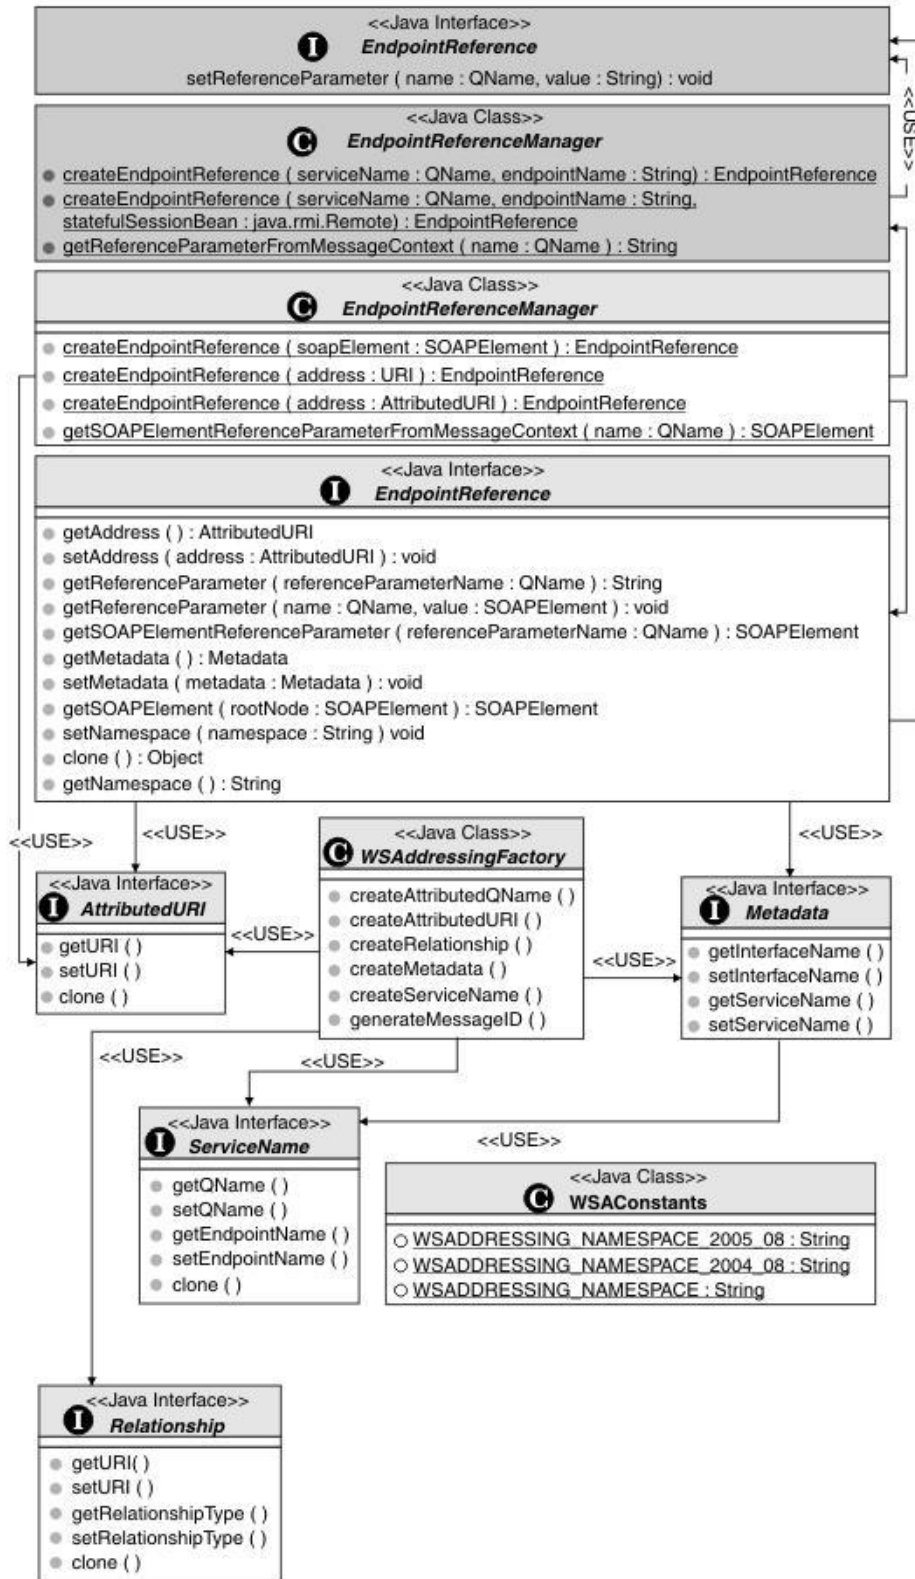 <<Java Interface>>
I EndpointReference
setReferenceParameter ( name : QName, value : String) : void
<<USE>>
<<Java Class>>
C EndpointReferenceManager
createEndpointReference ( serviceName : QName, endpointName : String) : EndpointReference
createEndpointReference ( serviceName : QName, endpointName : String,
statefulSessionBean : java.rmi.Remote) : EndpointReference
getReferenceParameterFromMessageContext ( name : QName ) : String
<<Java Class>>
C EndpointReferenceManager
createEndpointReference ( soapElement : SOAPElement ) : EndpointReference
createEndpointReference ( address : URI ) : EndpointReference
createEndpointReference ( address : AttributedURI ) : EndpointReference
getSOAPElementReferenceParameterFromMessageContext ( name : QName ) : SOAPElement
<<Java Interface>>
I EndpointReference
getAddress ( ) : AttributedURI
setAddress ( address : AttributedURI ) : void
getReferenceParameter ( referenceParameterName : QName ) : String
getReferenceParameter ( name : QName, value : SOAPElement ) : void
getSOAPElementReferenceParameter ( referenceParameterName : QName ) : SOAPElement
getMetadata ( ) : Metadata
setMetadata ( metadata : Metadata ) : void
getSOAPElement ( rootNode : SOAPElement ) : SOAPElement
setNamespace ( namespace : String ) void
clone ( ) : Object
getNamespace ( ) : String
<<USE>>
<<USE>>
<<USE>>
<<Java Class>>
C WSAddressingFactory
createAttributedQName ( )
createAttributedURI ( )
createRelationship ( )
createMetadata ( )
createServiceName ( )
generateMessageID ( )
<<Java Interface>>
I AttributedURI
getURI ( )
setURI ( )
clone ( )
<<USE>>
<<USE>>
<<Java Interface>>
I Metadata
getInterfaceName ( )
setInterfaceName ( )
getServiceName ( )
setServiceName ( )
<<USE>>
<<USE>>
<<Java Interface>>
I ServiceName
getQName ( )
setQName ( )
getEndpointName ( )
setEndpointName ( )
clone ( )
<<USE>>
<<Java Class>>
C WSAConstants
WSADDRESSING_NAMESPACE_2005_08 : String
WSADDRESSING_NAMESPACE_2004_08 : String
WSADDRESSING_NAMESPACE : String
<<Java Interface>>
I Relationship
getURI( )
setURI ( )
getRelationshipType ( )
setRelationshipType ( )
clone ( )